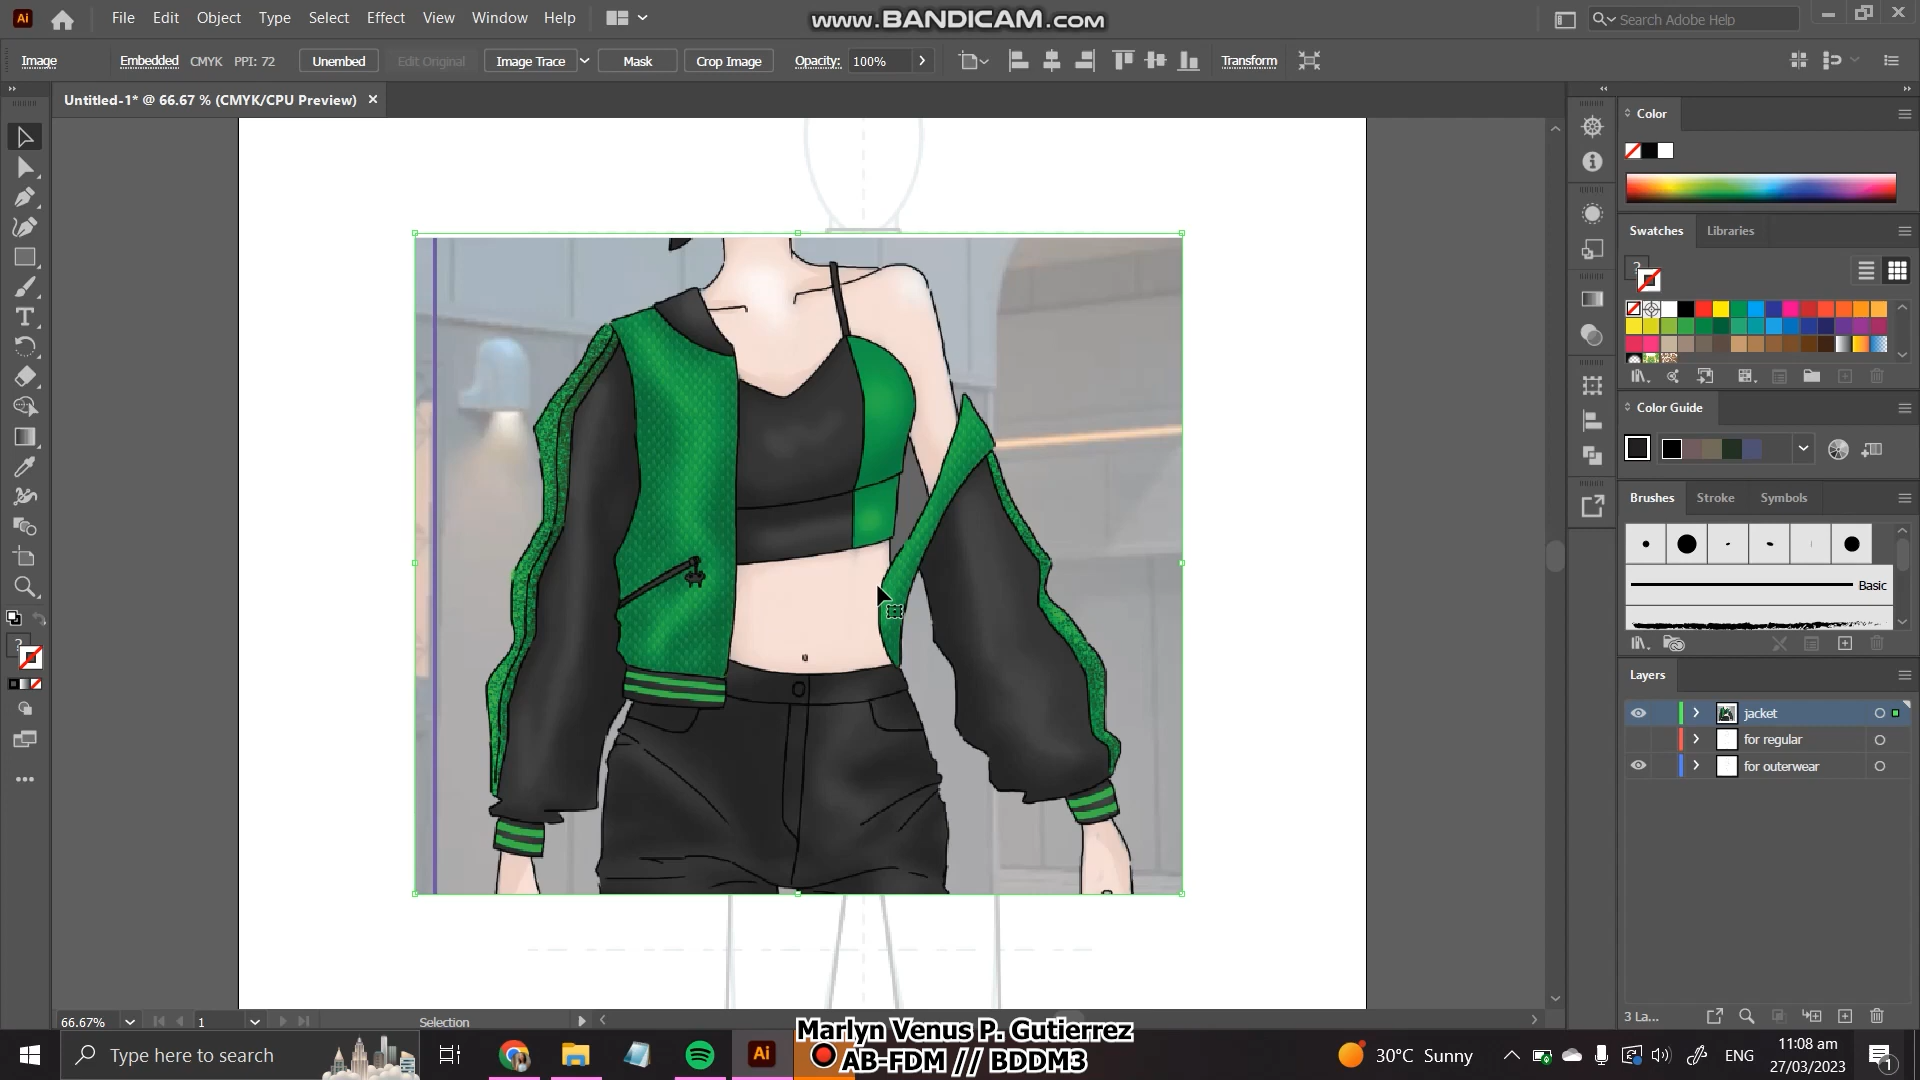 Ai
File Edit Object Type Select Effect View Window Help
www.BANDICAM.com
Search Adobe Help
Image
Embedded CMYK PPI: 72
Unembed
Edit Original
Image Trace
Mask
Crop Image
Opacity: 100%
Transform
Untitled-1* @ 66.67 % (CMYK/CPU Preview)
Color
Swatches Libraries
Color Guide
Brushes Stroke Symbols
Basic
Layers
jacket
for regular
for outerwear
3 La...
66.67%
1
Selection
Type here to search
Ai
Marlyn Venus P. Gutierrez
AB-FDM // BDDM3
30°C Sunny
ENG
11:08 am
27/03/2023
1